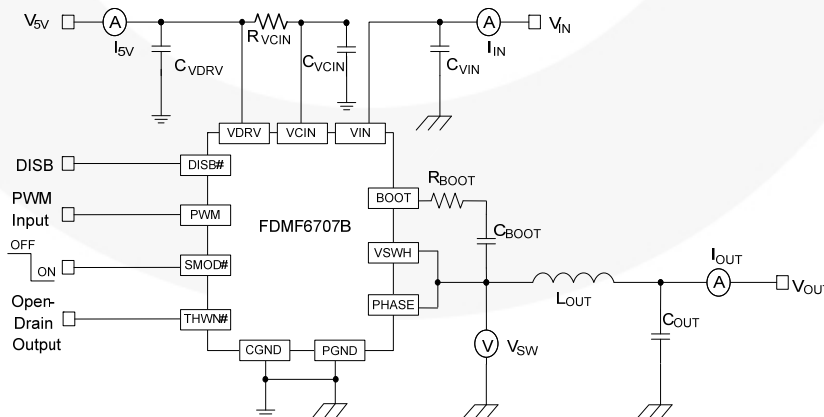 V5V
A
I5V
RVCIN
CVDRV
CVCIN
CVIN
A
IIN
VIN
VDRV
VCIN
VIN
DISB
DISB#
PWM
Input
PWM
OFF
ON
SMOD#
Open-
Drain
Output
THWN#
FDMF6707B
BOOT
RBOOT
CBOOT
VSWH
PHASE
CGND
PGND
V
VSW
LOUT
IOUT
A
COUT
VOUT